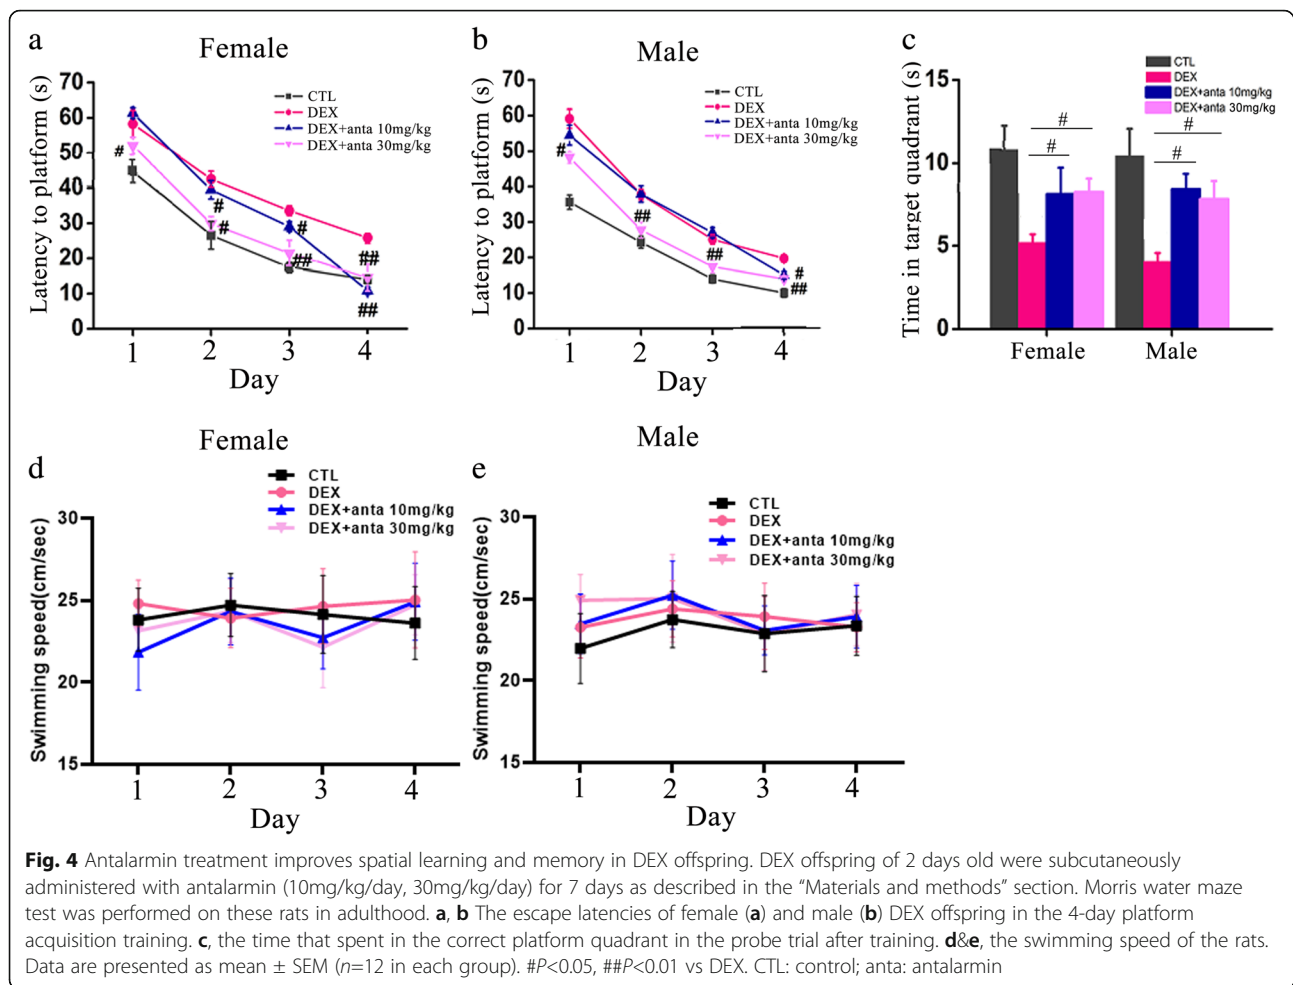 a
Female
Latency to platform (s)
70
60
50
40
30
20
10
0
CTL
DEX
DEX+anta 10mg/kg
DEX+anta 30mg/kg
#
#
#
#
##
##
##
1 2 3 4
Day
b
Male
Latency to platform (s)
70
60
50
40
30
20
10
0
CTL
DEX
DEX+anta 10mg/kg
DEX+anta 30mg/kg
#
##
##
#
##
1 2 3 4
Day
c
Time in target quadrant (s)
15
10
5
0
CTL
DEX
DEX+anta 10mg/kg
DEX+anta 30mg/kg
#
#
#
#
Female Male
d
Female
Swimming speed(cm/sec)
30
25
20
15
CTL
DEX
DEX+anta 10mg/kg
DEX+anta 30mg/kg
1 2 3 4
Day
e
Male
Swimming speed(cm/sec)
30
25
20
15
CTL
DEX
DEX+anta 10mg/kg
DEX+anta 30mg/kg
1 2 3 4
Day
Fig. 4 Antalarmin treatment improves spatial learning and memory in DEX offspring. DEX offspring of 2 days old were subcutaneously
administered with antalarmin (10mg/kg/day, 30mg/kg/day) for 7 days as described in the “Materials and methods” section. Morris water maze
test was performed on these rats in adulthood. a, b The escape latencies of female (a) and male (b) DEX offspring in the 4-day platform
acquisition training. c, the time that spent in the correct platform quadrant in the probe trial after training. d&e, the swimming speed of the rats.
Data are presented as mean ± SEM (n=12 in each group). #P<0.05, ##P<0.01 vs DEX. CTL: control; anta: antalarmin